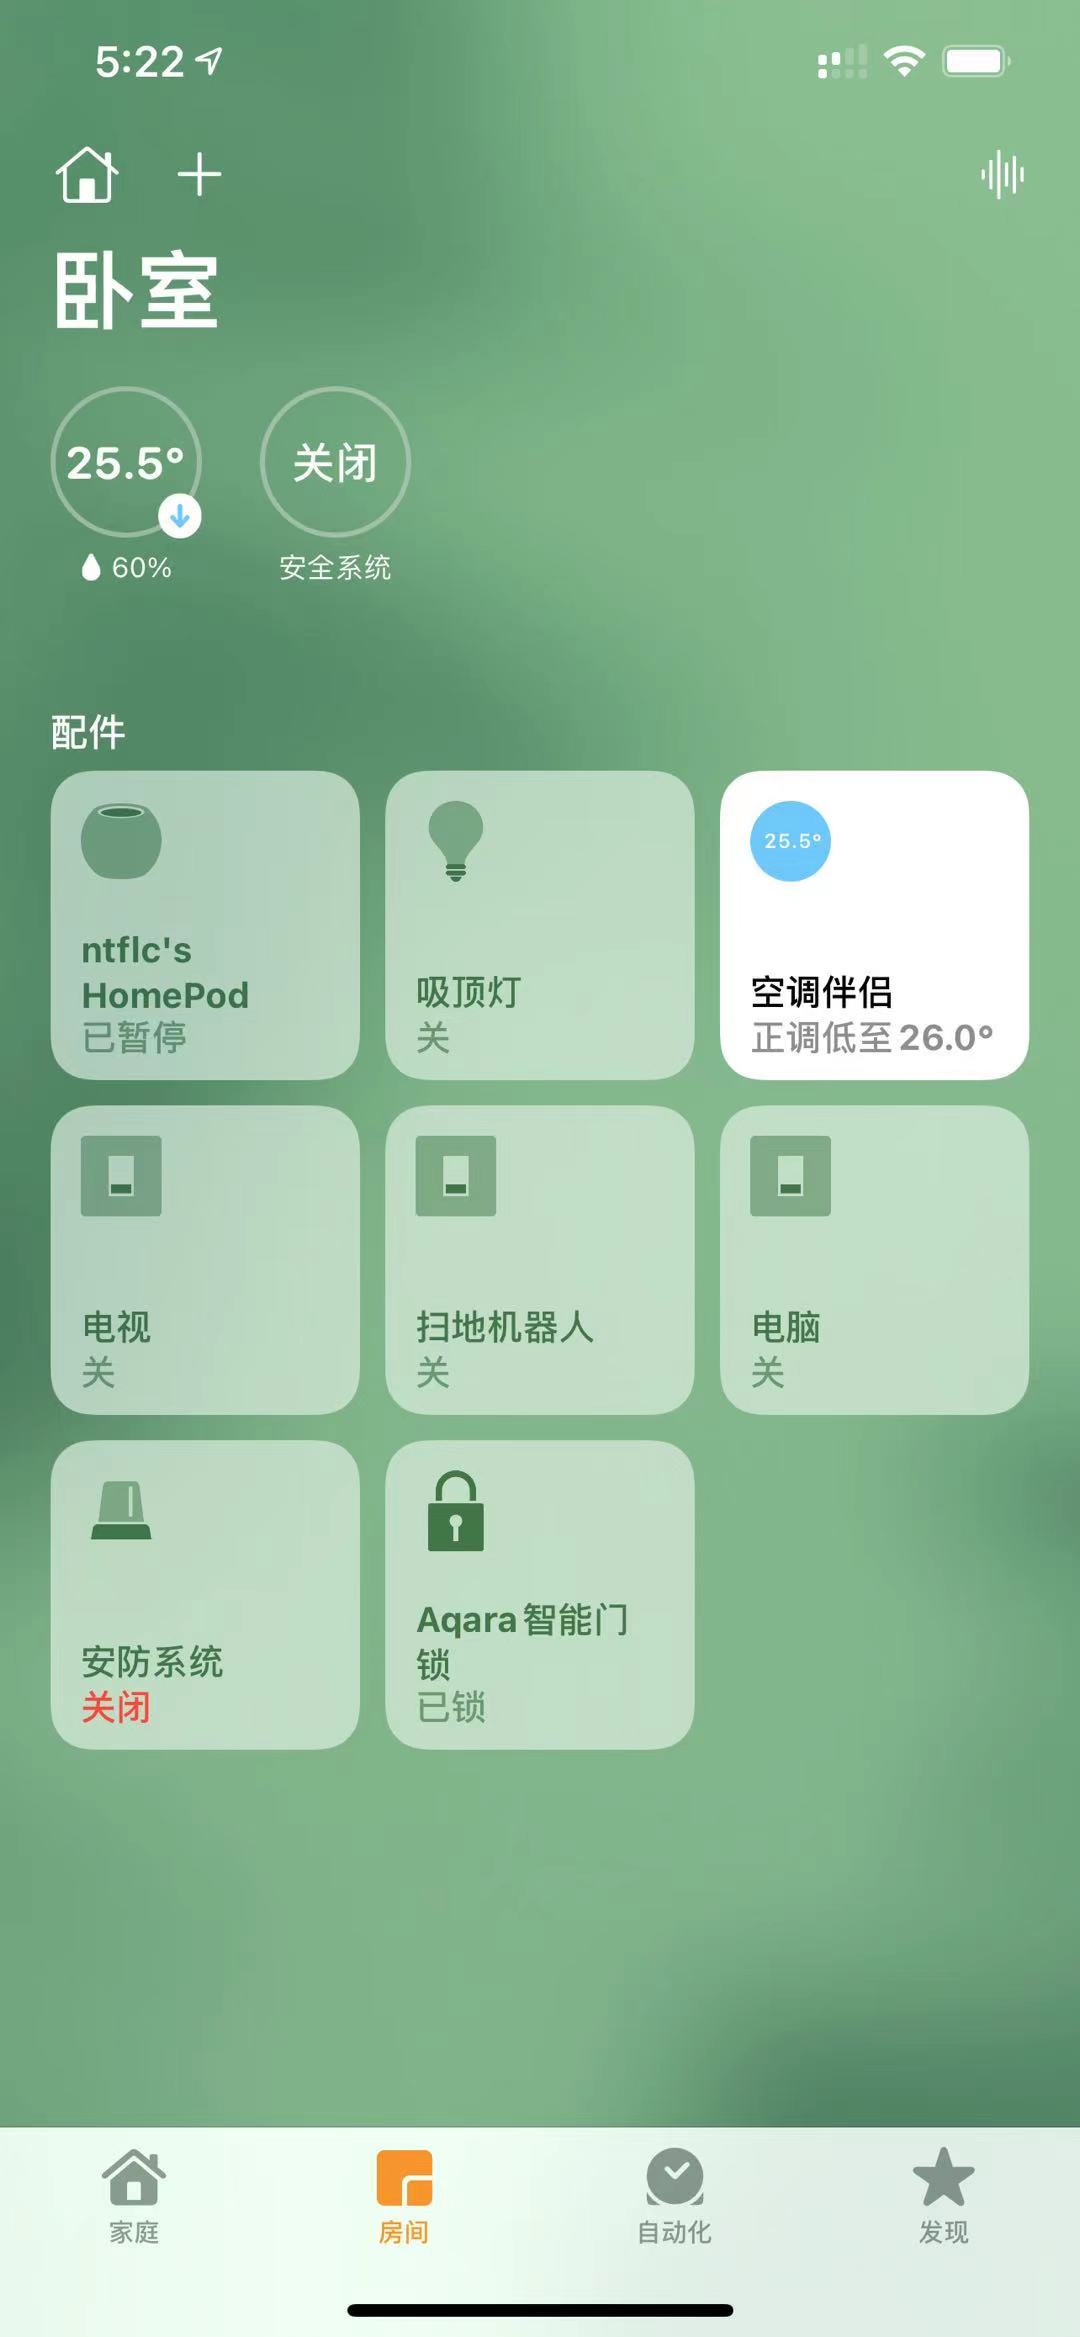 5:22
卧室
25.5°
关闭
60%
安全系统
配件
ntflc's
HomePod
已暂停
吸顶灯
关
25.5°
空调伴侣
正调低至 26.0°
电视
关
扫地机器人
关
电脑
关
安防系统
关闭
Aqara 智能门
锁
已锁
家庭
房间
自动化
发现